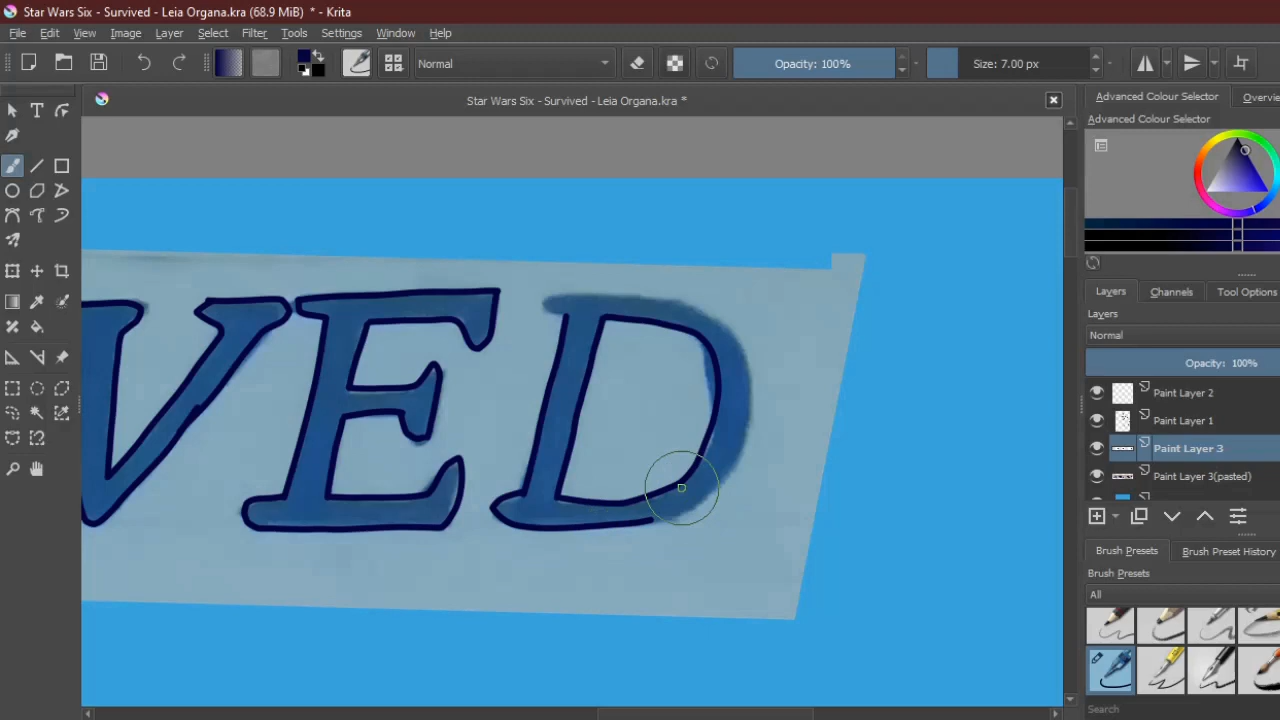 Star Wars Six - Survived - Leia Organa.kra (68.9 MiB) * - Krita
File Edit View Image Layer Filter Tools Select Settings Window Help
Normal
Opacity: 100%
Size: 7.00 px
Star Wars Six - Survived - Leia Organa.kra *
Advanced Colour Selector
Advanced Colour Selector
Layers Channels Tool Options
Layers
Normal
Opacity: 100%
Paint Layer 2
Paint Layer 1
Paint Layer 3
Paint Layer 3(pasted)
VED
Brush Presets Brush Preset History
Brush Presets
All
Search